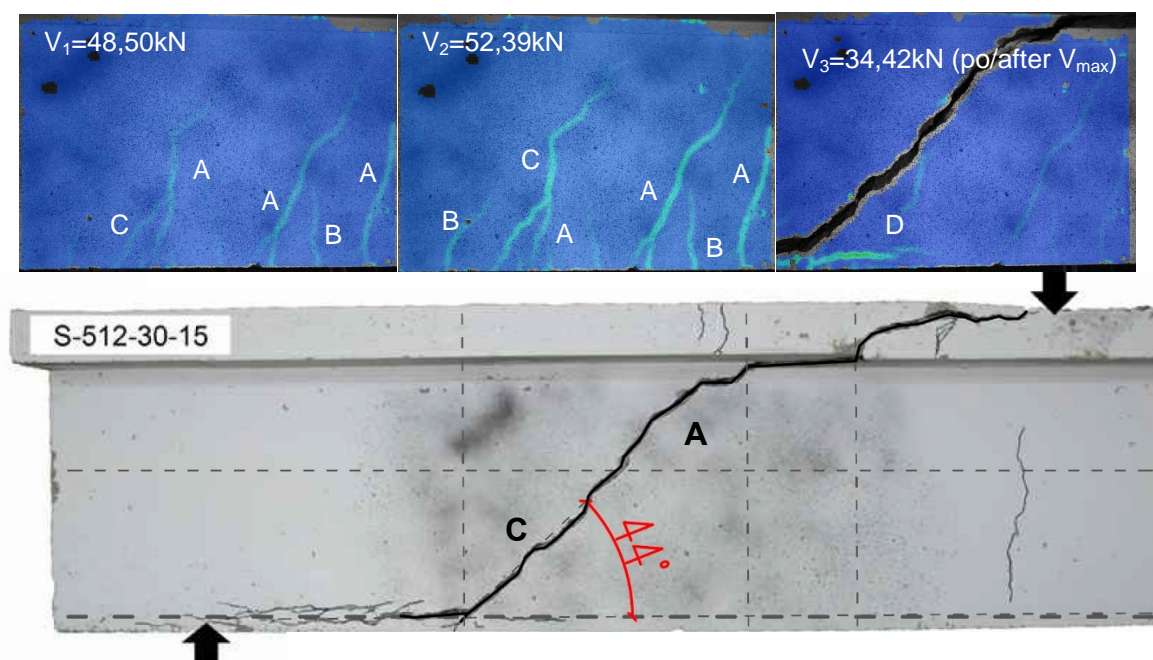 V₁=48,50kN
A
C
A
A
B
V₂=52,39kN
C
A
A
B
A
B
V₃=34,42kN (po/after Vₘₐₓ)
D
S-512-30-15
A
C
44°